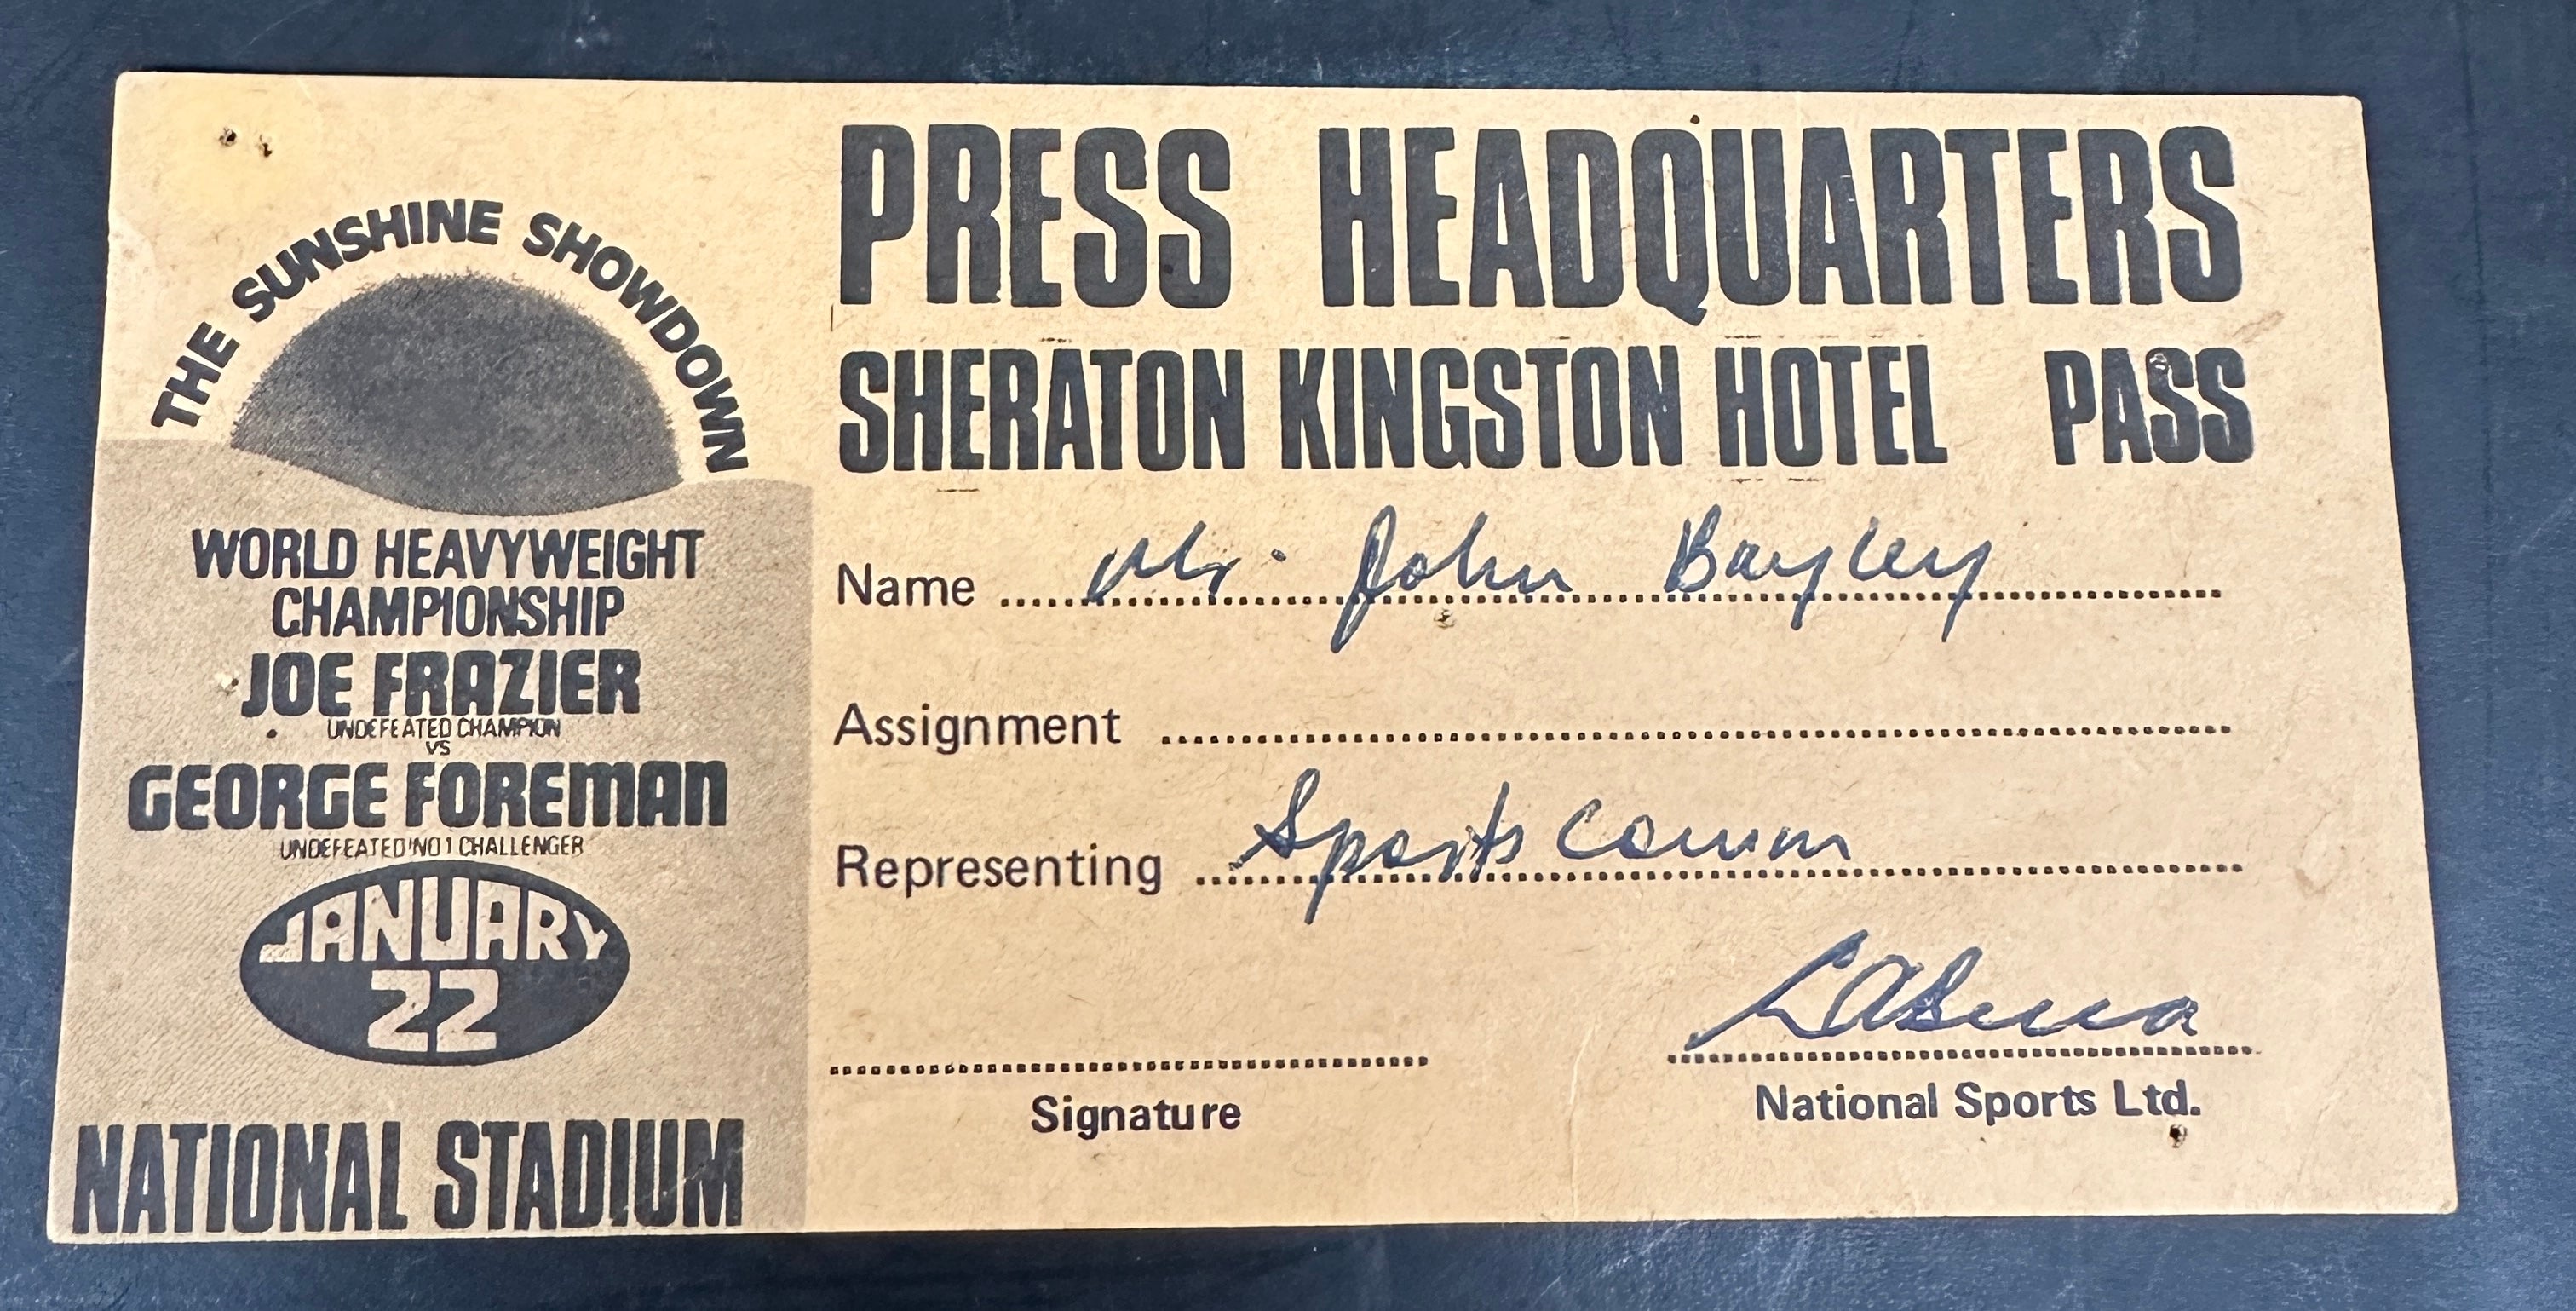 THE SUNSHINE SHOWDOWN
WORLD HEAVYWEIGHT
CHAMPIONSHIP
JOE FRAZIER
UNDEFEATED CHAMPION
VS
GEORGE FOREMAN
UNDEFEATED NO 1 CHALLENGER
JANUARY
22
NATIONAL STADIUM
PRESS HEADQUARTERS
SHERATON KINGSTON HOTEL PASS
Name Mr. John Bayley
Assignment
Representing Sports Comm
Signature
National Sports Ltd.